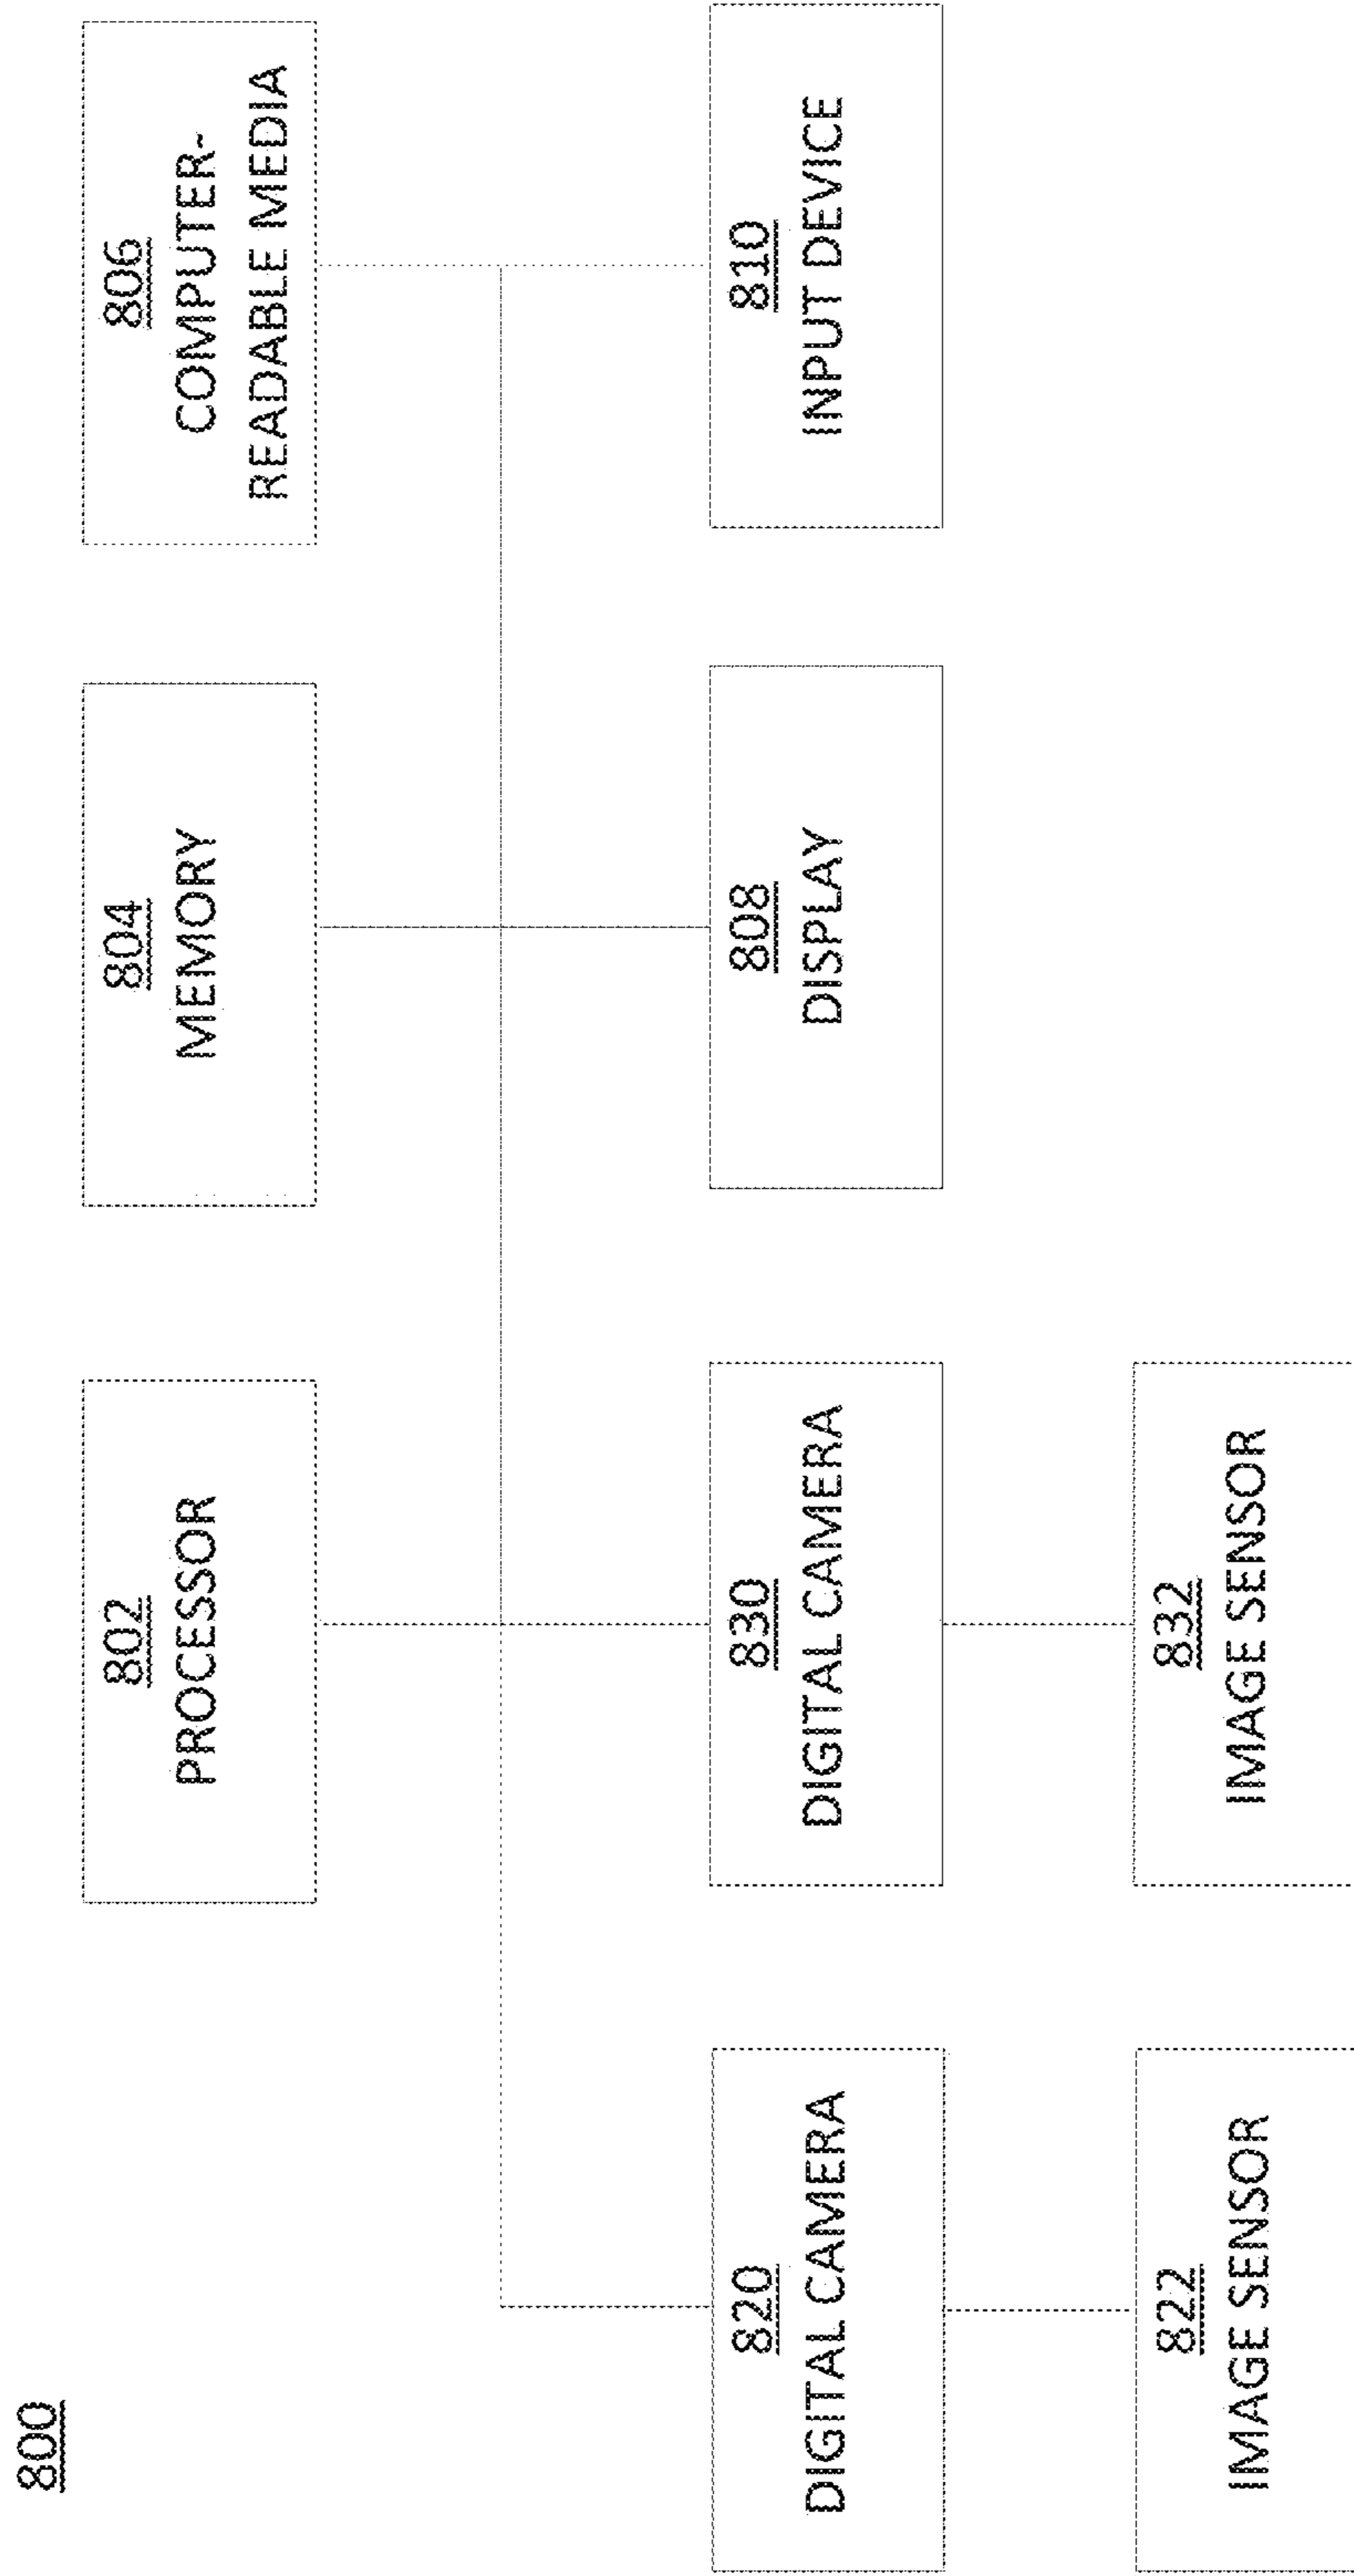 800
802
PROCESSOR
804
MEMORY
806
COMPUTER-
READABLE MEDIA
820
DIGITAL CAMERA
830
DIGITAL CAMERA
808
DISPLAY
810
INPUT DEVICE
822
IMAGE SENSOR
832
IMAGE SENSOR